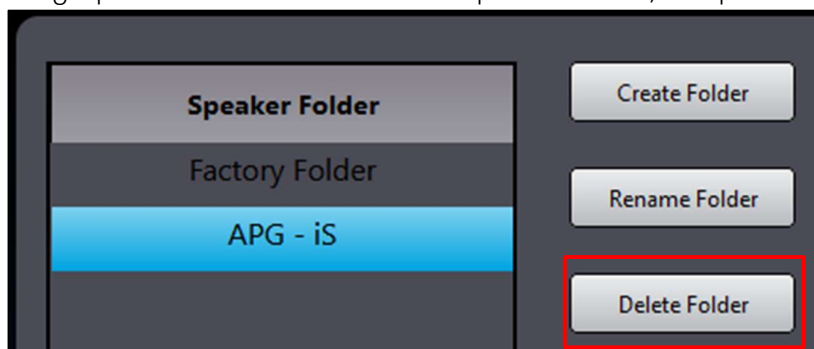 Speaker Folder
Factory Folder
APG - iS
Create Folder
Rename Folder
Delete Folder